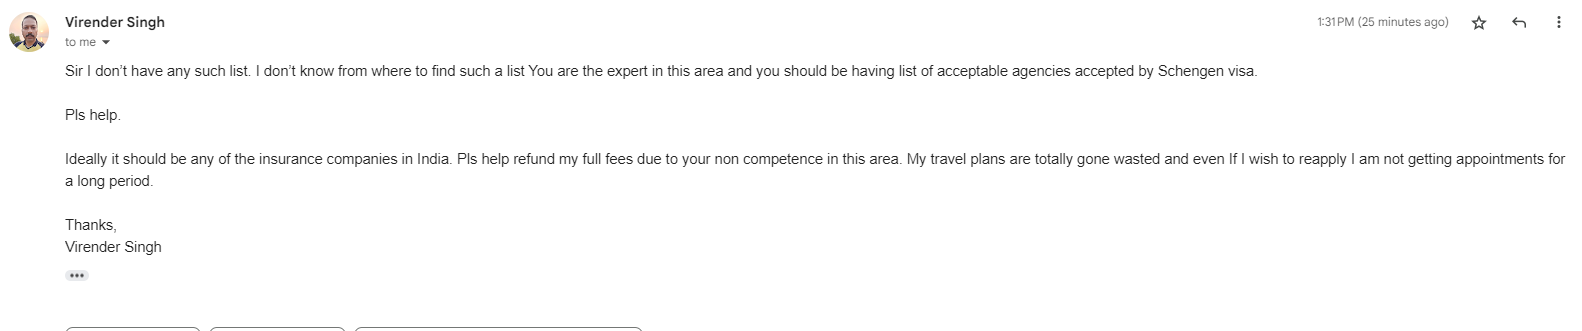 Virender Singh
1:31 PM (25 minutes ago)
to me
Sir I don't have any such list. I don't know from where to find such a list You are the expert in this area and you should be having list of acceptable agencies accepted by Schengen visa.
Pls help.
Ideally it should be any of the insurance companies in India. Pls help refund my full fees due to your non competence in this area. My travel plans are totally gone wasted and even If I wish to reapply I am not getting appointments for
a long period.
Thanks,
Virender Singh